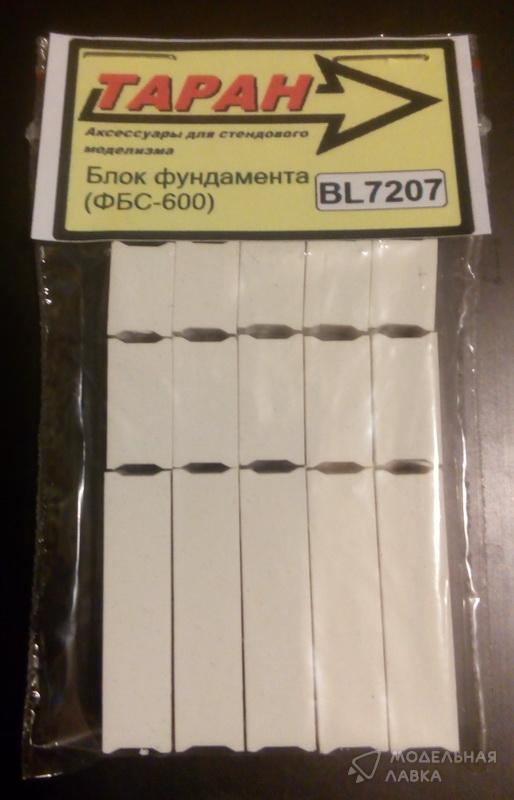 ТАРАН
Аксессуары для стендового
моделизма
Блок фундамента
(ФБС-600)
BL7207
МОДЕЛЬНАЯ
ЛАВКА